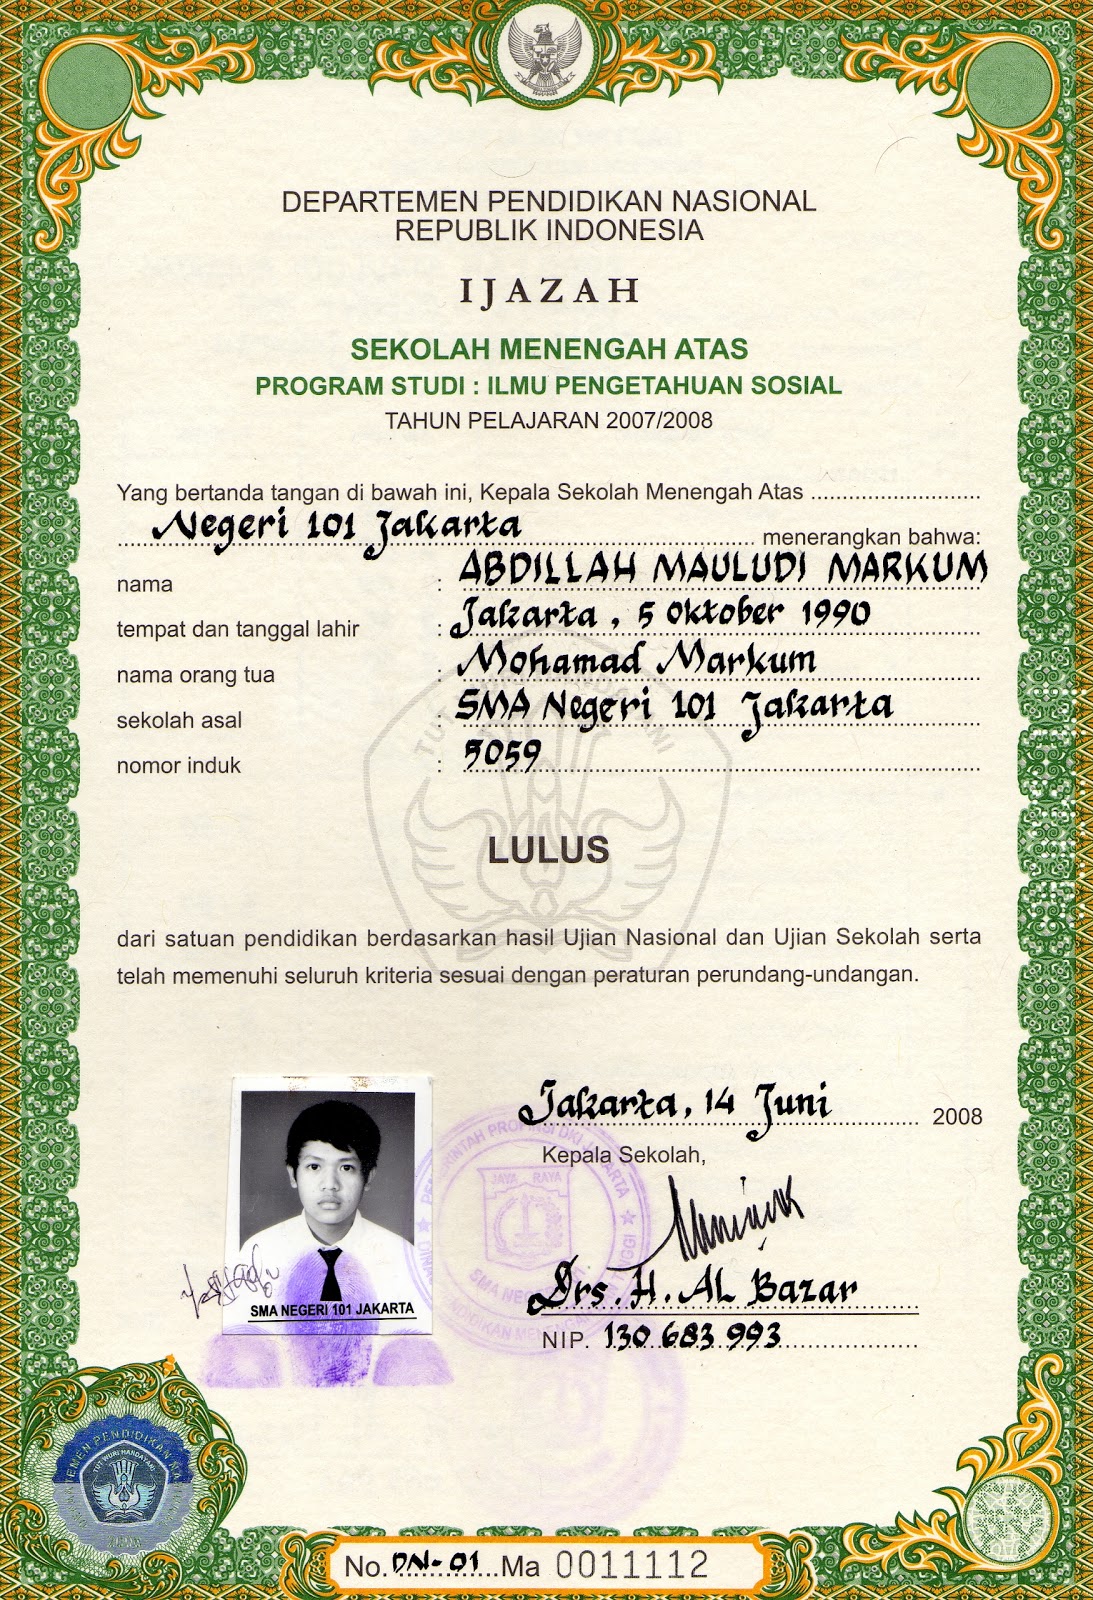 DEPARTEMEN PENDIDIKAN NASIONAL
REPUBLIK INDONESIA
IJAZAH
SEKOLAH MENENGAH ATAS
PROGRAM STUDI : ILMU PENGETAHUAN SOSIAL
TAHUN PELAJARAN 2007/2008
Yang bertanda tangan di bawah ini, Kepala Sekolah Menengah Atas ..........................
Negeri 101 Jakarta menerangkan bahwa:
nama : ABDILLAH MAULUDI MARKUM
tempat dan tanggal lahir : Jakarta, 5 Oktober 1990
nama orang tua : Mohamad Markum
sekolah asal : SMA Negeri 101 Jakarta
nomor induk : 5059
LULUS
dari satuan pendidikan berdasarkan hasil Ujian Nasional dan Ujian Sekolah serta
telah memenuhi seluruh kriteria sesuai dengan peraturan perundang-undangan.
Jakarta, 14 Juni 2008
Kepala Sekolah,
JAYA RAYA
Drs. H. AL Bazar
NIP. 130 683 993
SMA NEGERI 101 JAKARTA
TUT WURI HANDAYANI
No. DN-01 Ma 0011112